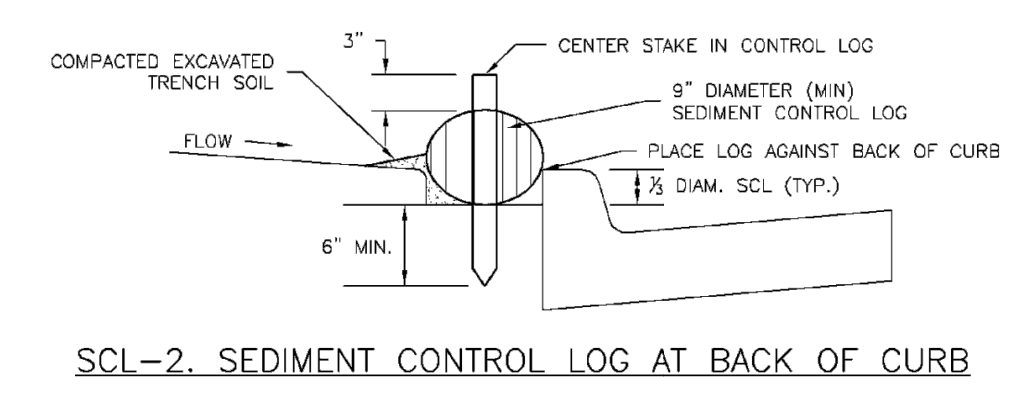 3"
CENTER STAKE IN CONTROL LOG
COMPACTED EXCAVATED
TRENCH SOIL
9" DIAMETER (MIN)
SEDIMENT CONTROL LOG
FLOW
PLACE LOG AGAINST BACK OF CURB
⅓ DIAM. SCL (TYP.)
6" MIN.
SCL-2. SEDIMENT CONTROL LOG AT BACK OF CURB